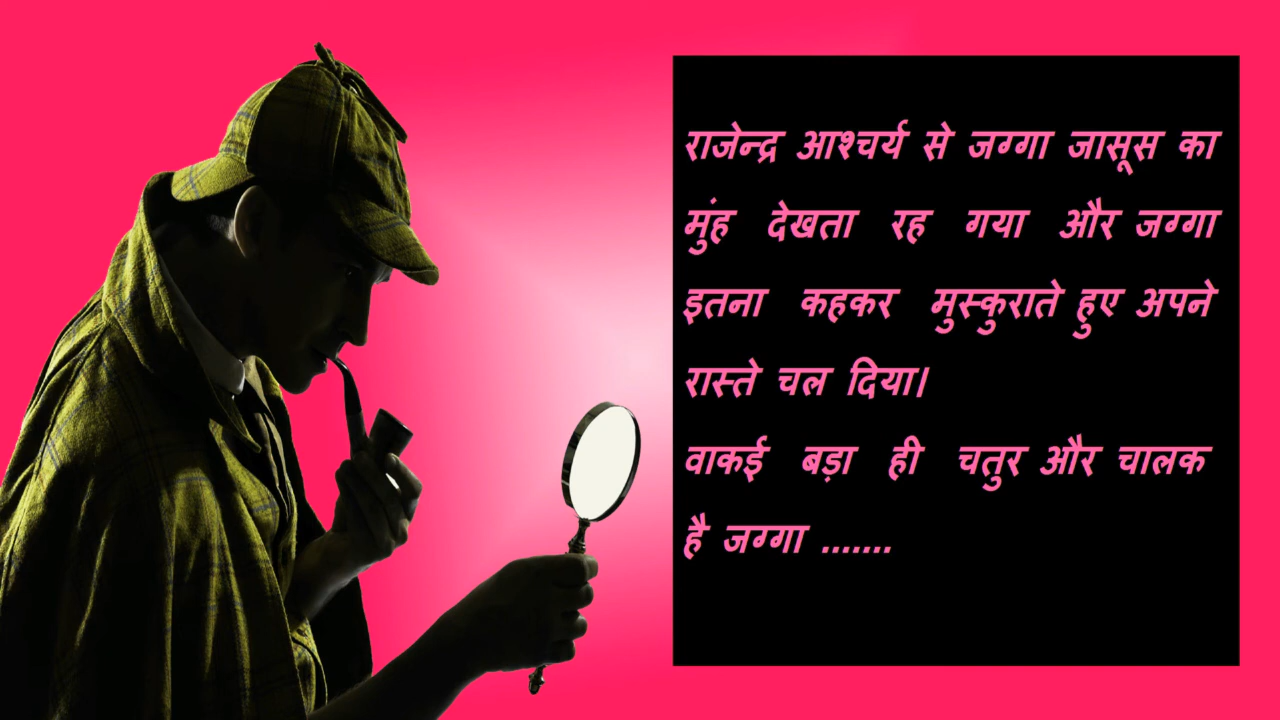 राजेन्द्र आश्चर्य से जग्गा जासूस का
मुंह देखता रह गया और जग्गा
इतना कहकर मुस्कुराते हुए अपने
रास्ते चल दिया।
वाकई बड़ा ही चतुर और चालक
है जग्गा .......